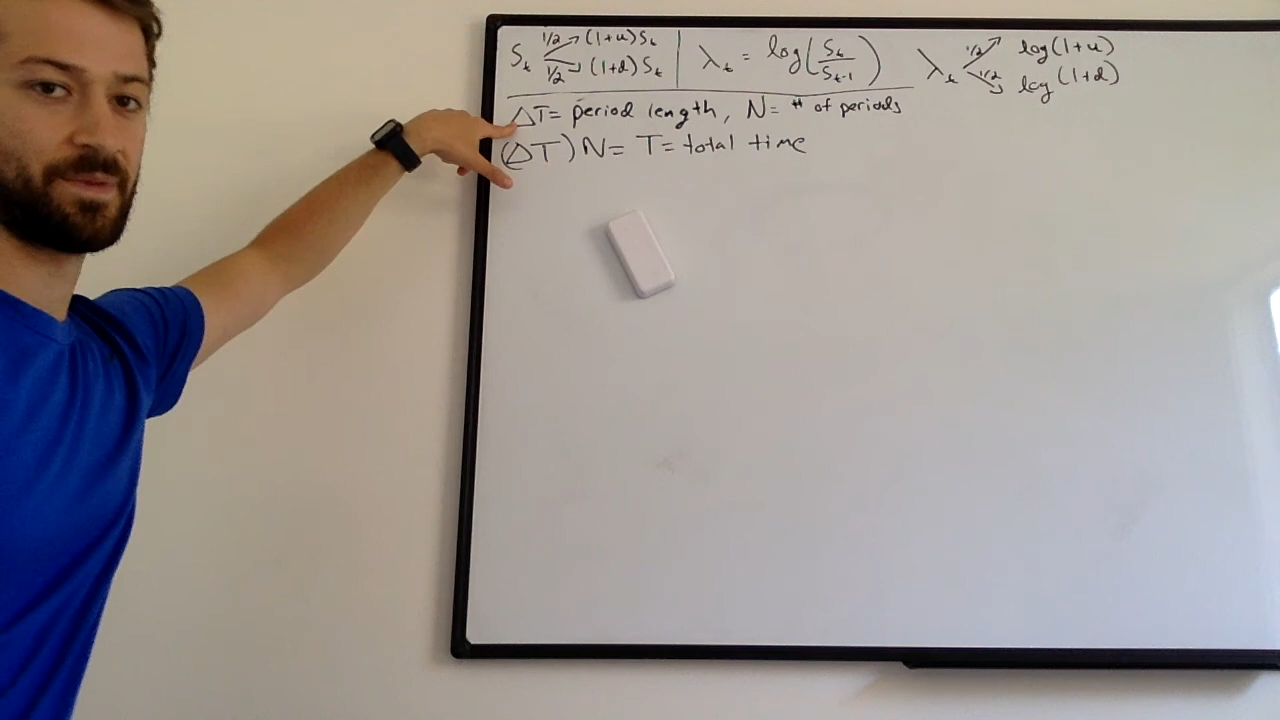 S_t 1/2 (1+u)S_t | λ_t = log(S_t/S_{t-1}) λ_t 1/2 log(1+u)
1/2 (1+d)S_t 1/2 log(1+d)
ΔT= period length, N= # of periods
(ΔT)N= T= total time